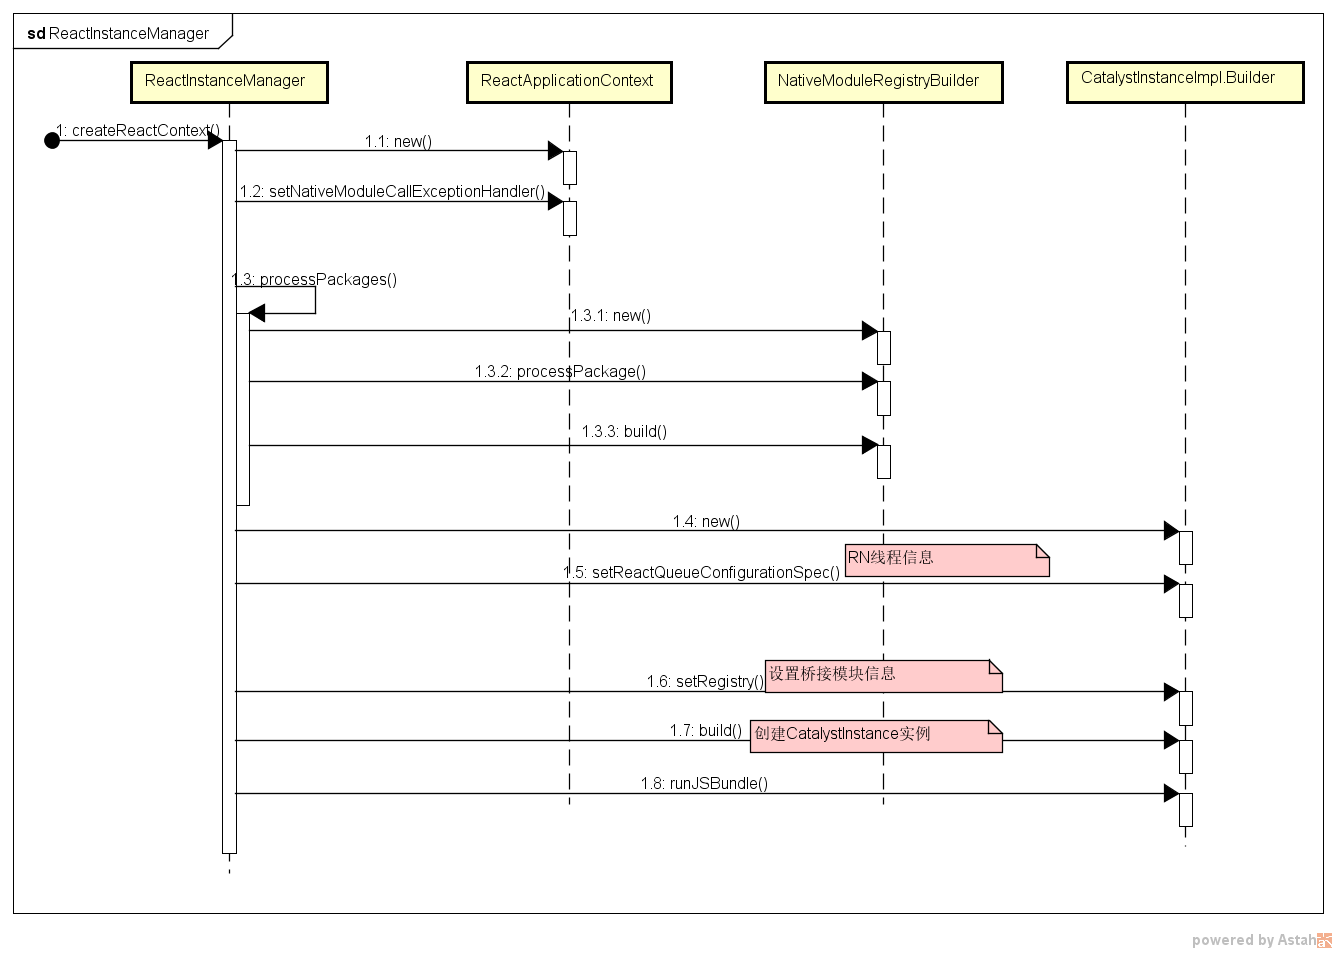 sd ReactInstanceManager
ReactInstanceManager
ReactApplicationContext
NativeModuleRegistryBuilder
CatalystInstanceImpl.Builder
1: createReactContext()
1.1: new()
1.2: setNativeModuleCallExceptionHandler()
1.3: processPackages()
1.3.1: new()
1.3.2: processPackage()
1.3.3: build()
1.4: new()
RN线程信息
1.5: setReactQueueConfigurationSpec()
设置桥接模块信息
1.6: setRegistry()
1.7: build()
创建CatalystInstance实例
1.8: runJSBundle()
powered by Astah